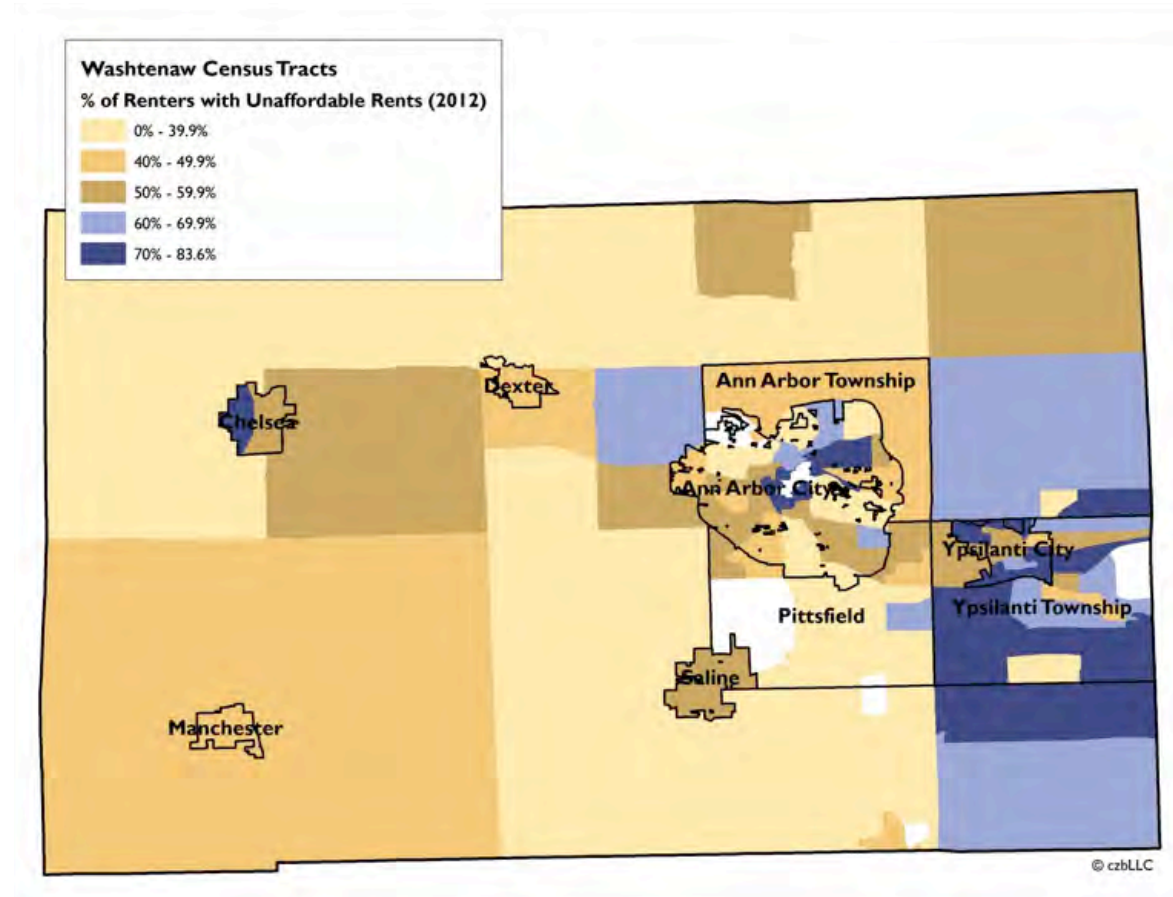 Washtenaw Census Tracts
% of Renters with Unaffordable Rents (2012)
0% - 39.9%
40% - 49.9%
50% - 59.9%
60% - 69.9%
70% - 83.6%
Dexter
Ann Arbor Township
Chelsea
Ann Arbor City
Ypsilanti City
Pittsfield
Ypsilanti Township
Saline
Manchester
© czbLLC